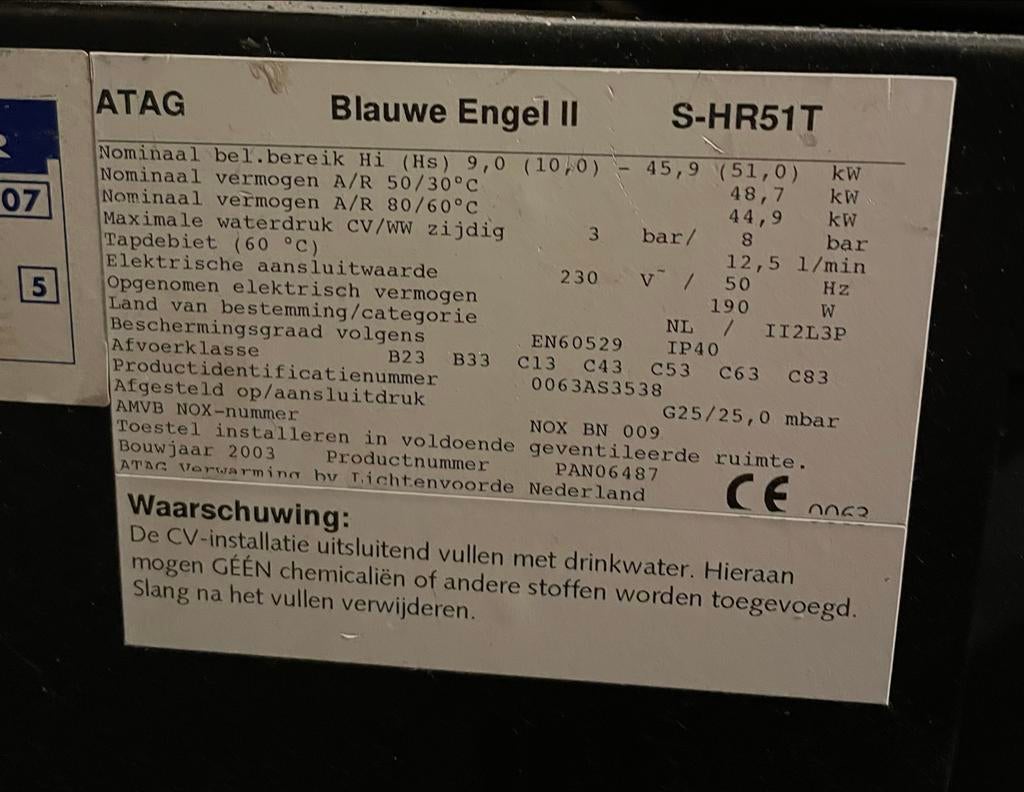 ATAG Blauwe Engel II S-HR51T
Nominaal bel.bereik Hi (Hs) 9,0 (10,0) - 45,9 (51,0) kW
Nominaal vermogen A/R 50/30°C 48,7 kW
Nominaal vermogen A/R 80/60°C 44,9 kW
Maximale waterdruk CV/WW zijdig 3 bar/ 8 bar
Tapdebiet (60 °C) 12,5 l/min
Elektrische aansluitwaarde 230 V~ / 50 Hz
Opgenomen elektrisch vermogen 190 W
Land van bestemming/categorie NL / II2L3P
Beschermingsgraad volgens EN60529 IP40
Afvoerklasse B23 B33 C13 C43 C53 C63 C83
Productidentificatienummer 0063AS3538
Afgesteld op/aansluitdruk G25/25,0 mbar
AMVB NOX-nummer NOX BN 009
Toestel installeren in voldoende geventileerde ruimte.
Bouwjaar 2003 Productnummer PAN06487
ATAG Verwarming bv Lichtenvoorde Nederland CE 0063
Waarschuwing:
De CV-installatie uitsluitend vullen met drinkwater. Hieraan
mogen GÉÉN chemicaliën of andere stoffen worden toegevoegd.
Slang na het vullen verwijderen.
R
07
5